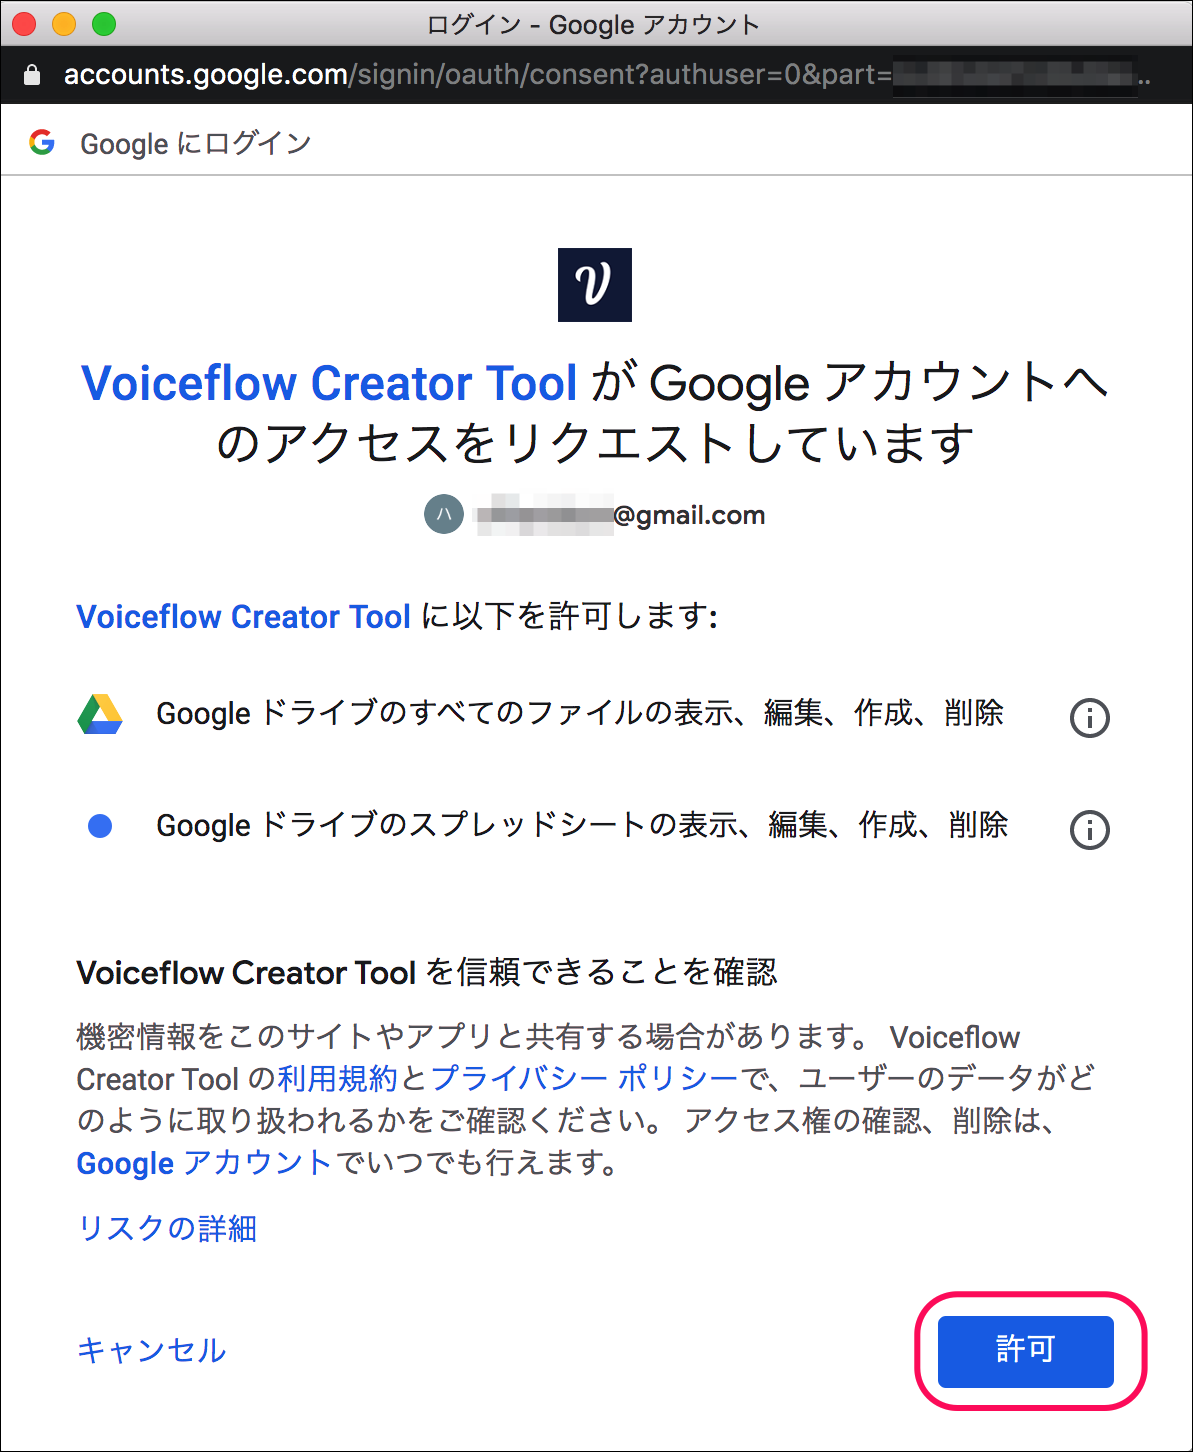 ログイン - Google アカウント
accounts.google.com/signin/oauth/consent?authuser=0&part=
Google にログイン
Voiceflow Creator Tool が Google アカウントへ
のアクセスをリクエストしています
ハ @gmail.com
Voiceflow Creator Tool に以下を許可します:
Google ドライブのすべてのファイルの表示、編集、作成、削除
Google ドライブのスプレッドシートの表示、編集、作成、削除
Voiceflow Creator Tool を信頼できることを確認
機密情報をこのサイトやアプリと共有する場合があります。 Voiceflow
Creator Tool の利用規約とプライバシー ポリシーで、ユーザーのデータがど
のように取り扱われるかをご確認ください。 アクセス権の確認、削除は、
Google アカウントでいつでも行えます。
リスクの詳細
キャンセル
許可